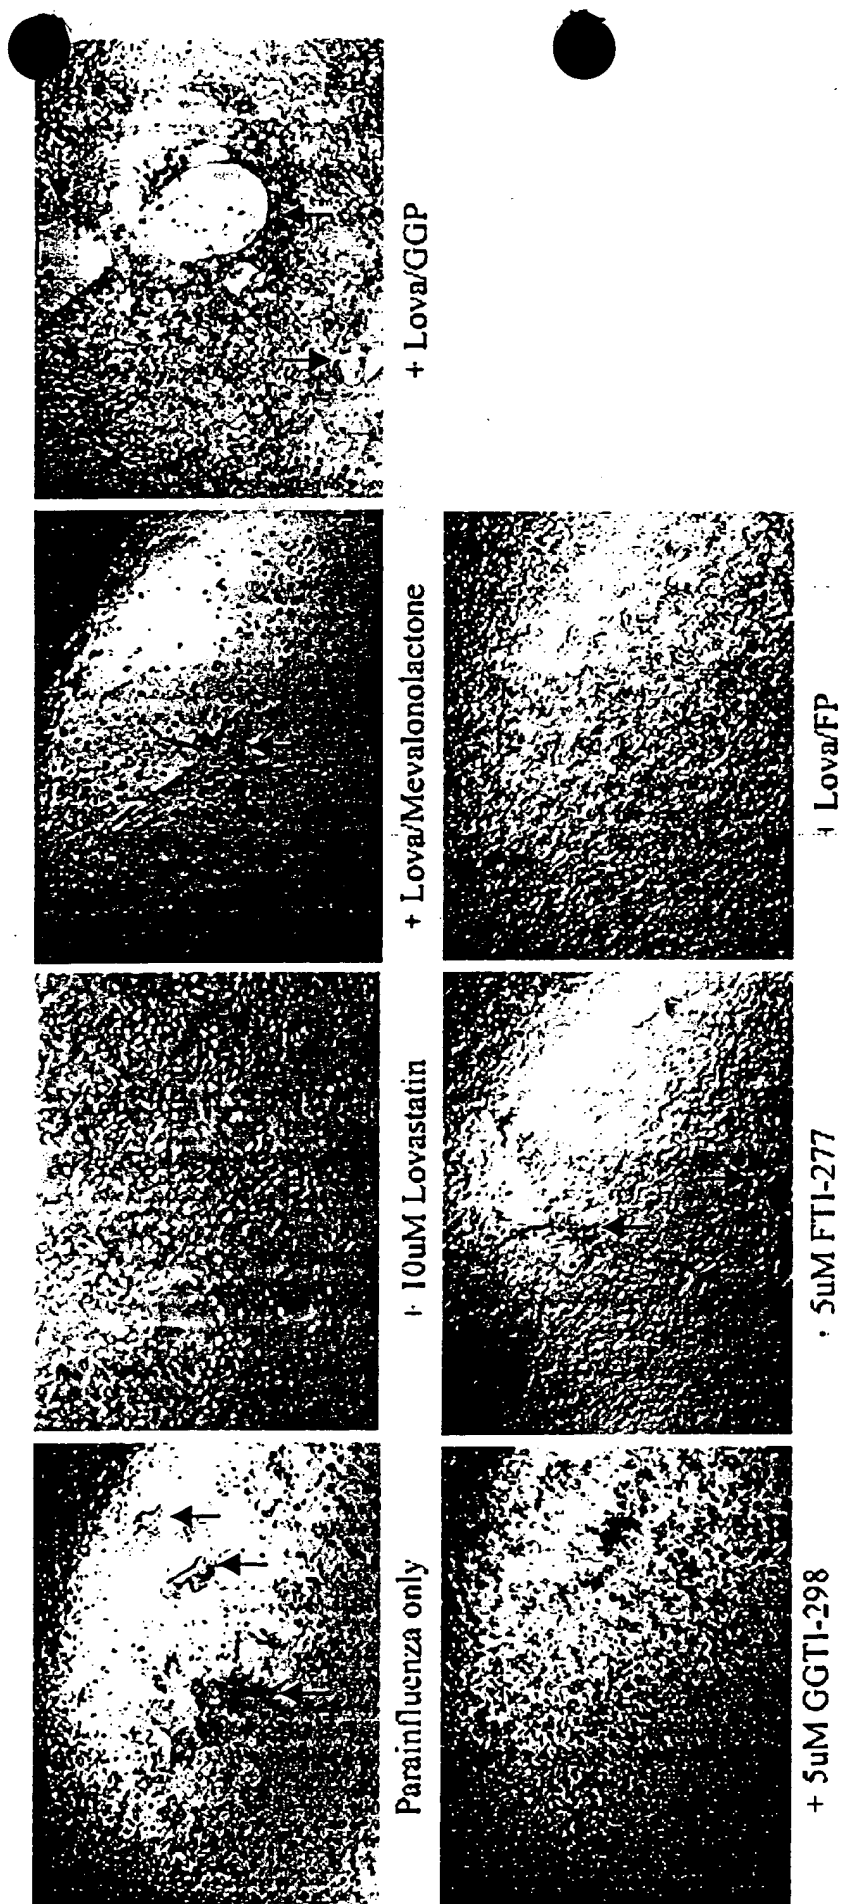 Parainfluenza only
+ 10uM Lovastatin
+ Lova/Mevalonolactone
+ Lova/GGP
+ 5uM GGTI-298
+ 5uM FTI-277
+ Lova/FP